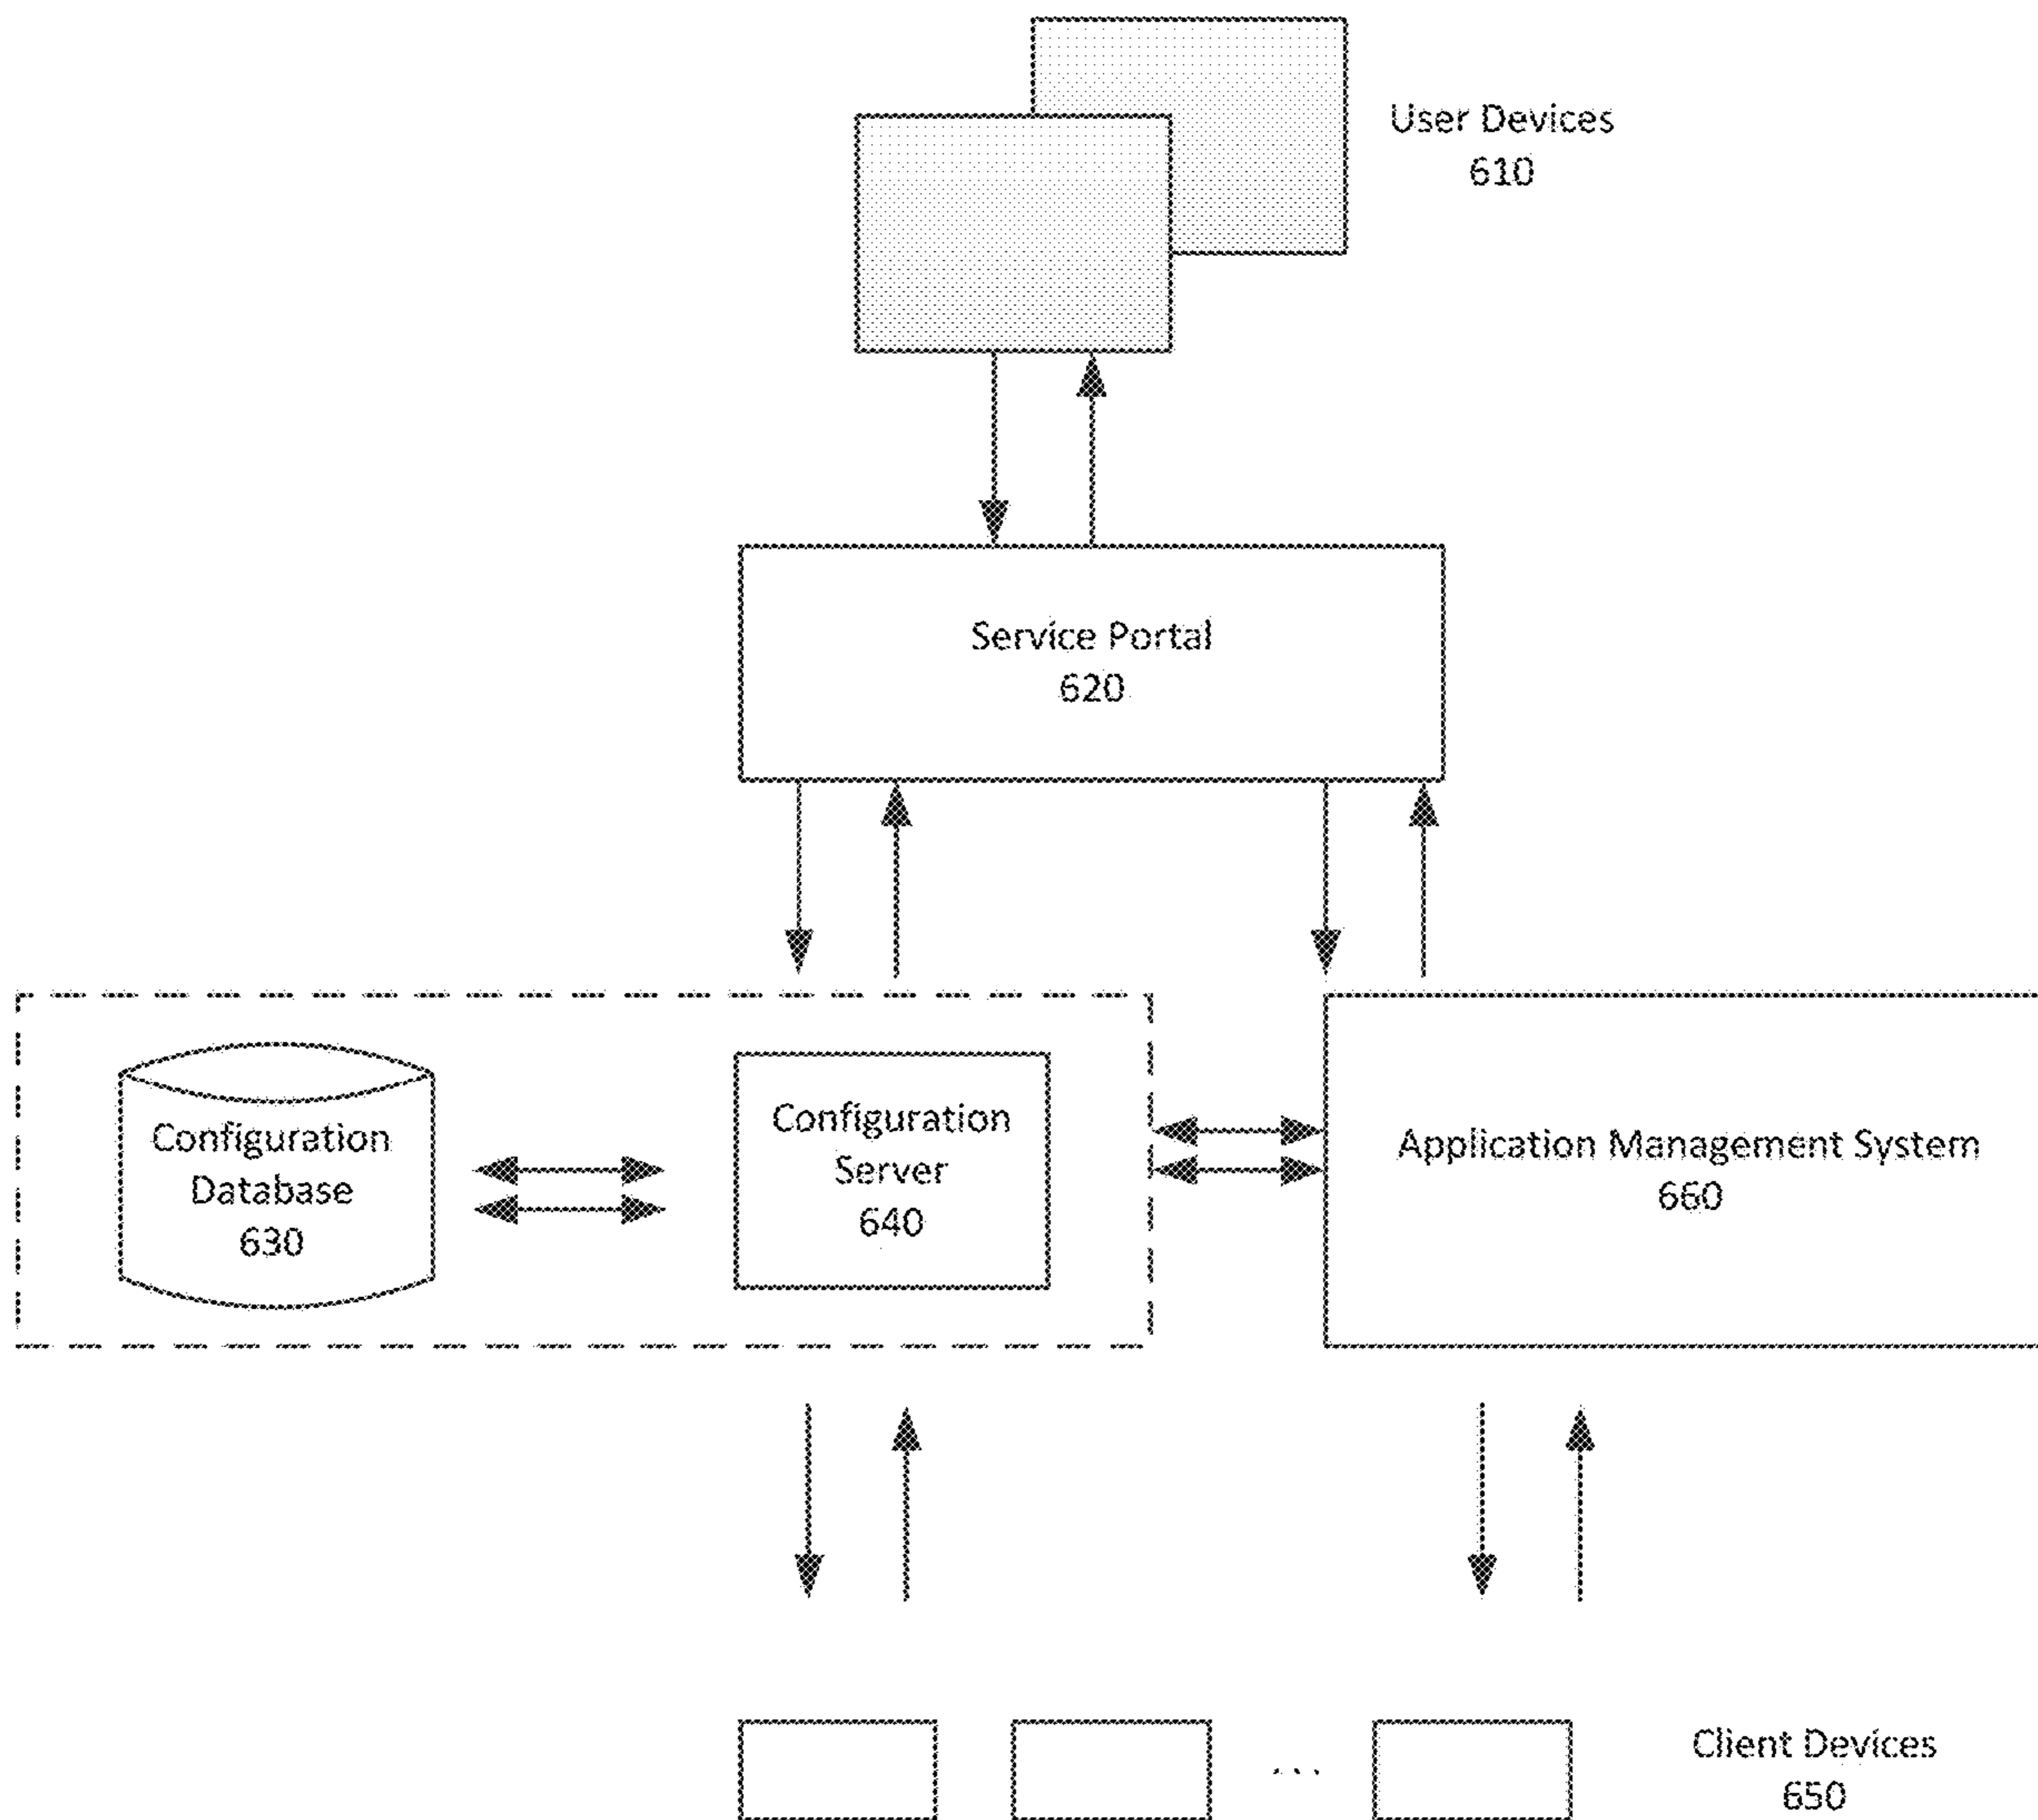 User Devices
610
Service Portal
620
Configuration
Database
630
Configuration
Server
640
Application Management System
660
...
Client Devices
650